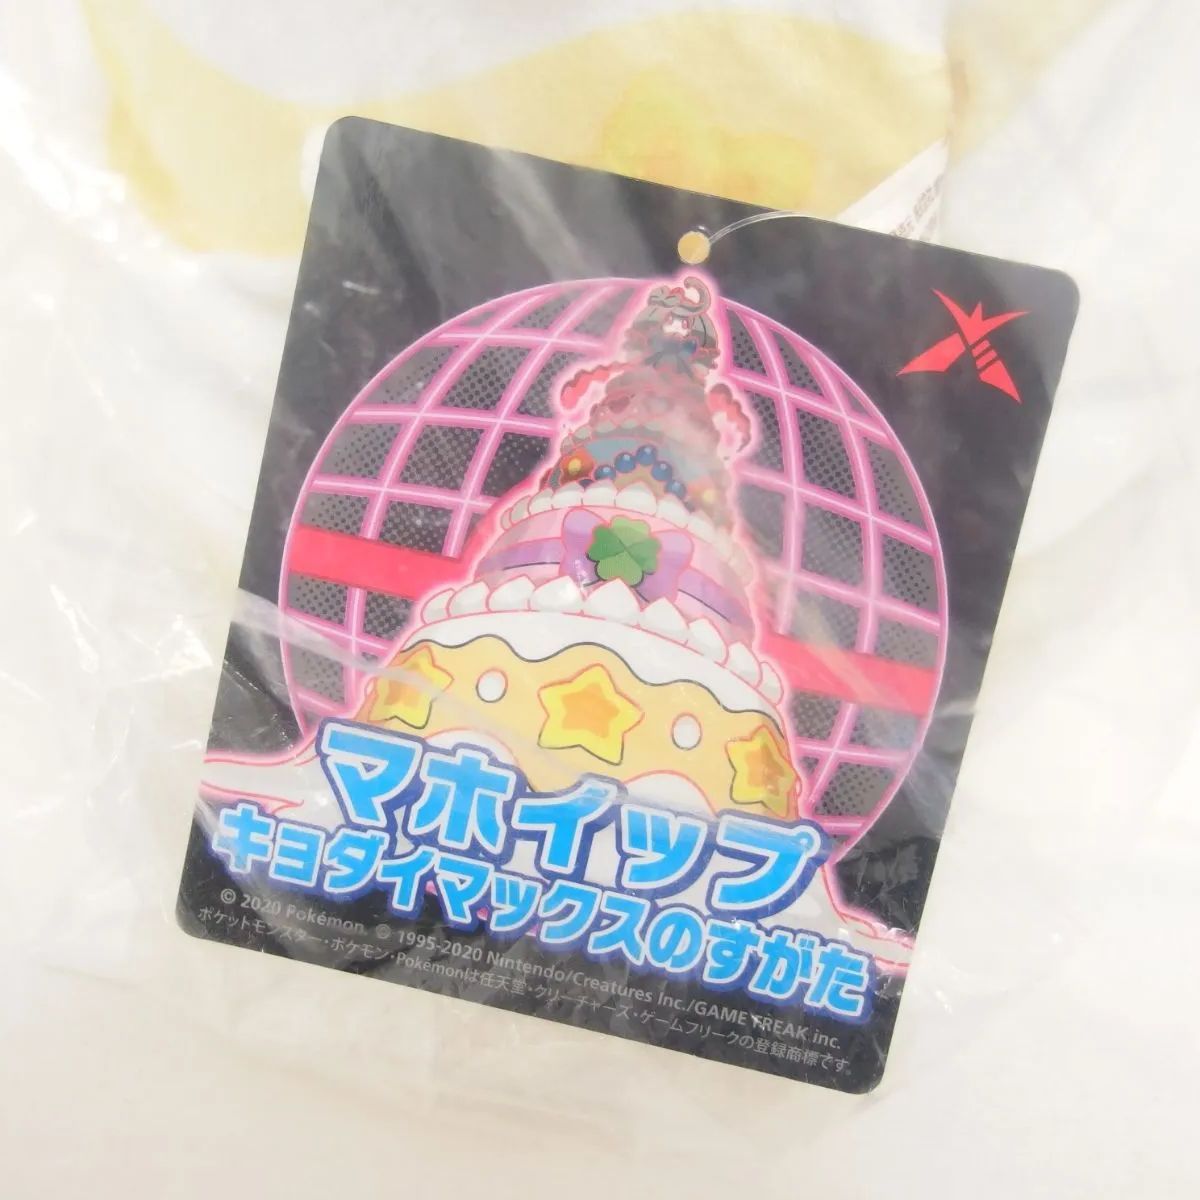 マホイップ
キョダイマックスのすがた
© 2020 Pokémon. © 1995-2020 Nintendo/Creatures Inc./GAME FREAK inc.
ポケットモンスター・ポケモン・Pokémonは任天堂・クリーチャーズ・ゲームフリークの登録商標です。